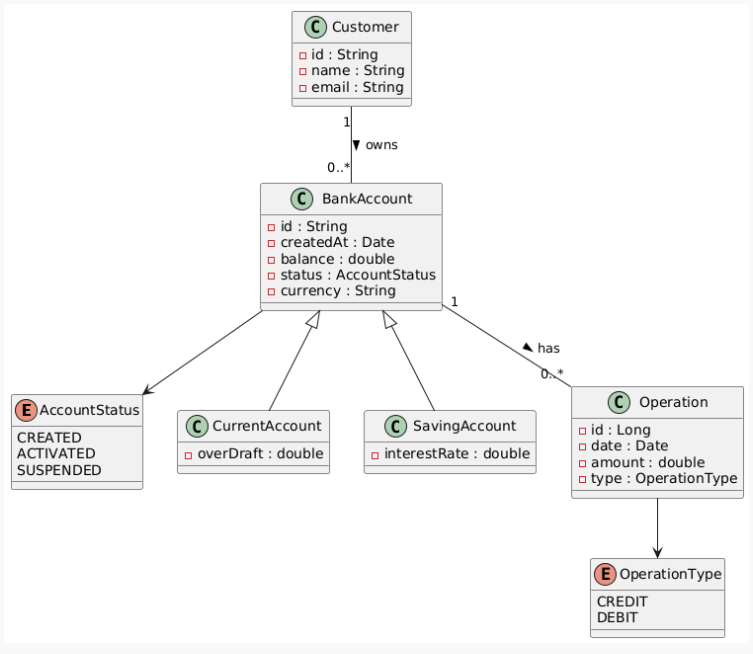 C Customer
id : String
name : String
email : String
1
owns
0..*
C BankAccount
id : String
createdAt : Date
balance : double
status : AccountStatus
currency : String
1
has
0..*
E AccountStatus
CREATED
ACTIVATED
SUSPENDED
C CurrentAccount
overDraft : double
C SavingAccount
interestRate : double
C Operation
id : Long
date : Date
amount : double
type : OperationType
E OperationType
CREDIT
DEBIT